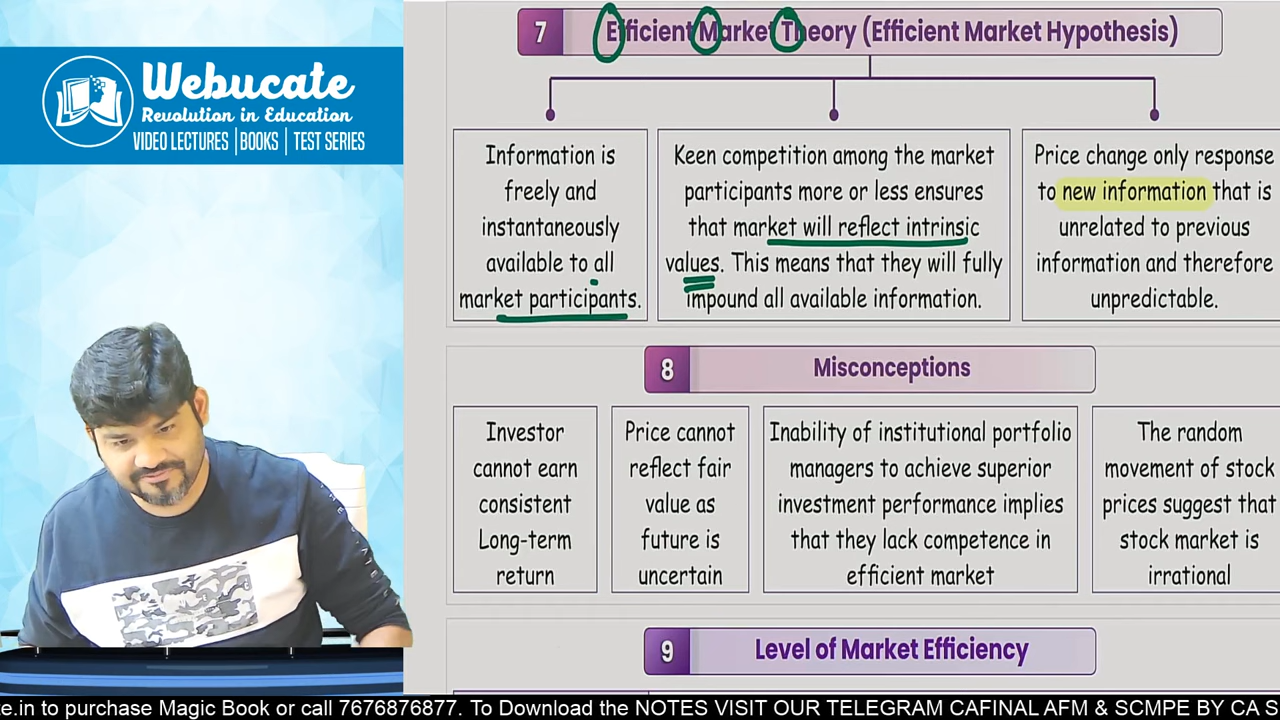 Webucate
Revolution in Education
VIDEO LECTURES | BOOKS | TEST SERIES
7 Efficient Market Theory (Efficient Market Hypothesis)
Information is
freely and
instantaneously
available to all
market participants.
Keen competition among the market
participants more or less ensures
that market will reflect intrinsic
values. This means that they will fully
impound all available information.
Price change only response
to new information that is
unrelated to previous
information and therefore
unpredictable.
8 Misconceptions
Investor
cannot earn
consistent
Long-term
return
Price cannot
reflect fair
value as
future is
uncertain
Inability of institutional portfolio
managers to achieve superior
investment performance implies
that they lack competence in
efficient market
The random
movement of stock
prices suggest that
stock market is
irrational
9 Level of Market Efficiency
te.in to purchase Magic Book or call 7676876877. To Download the NOTES VISIT OUR TELEGRAM CAFINAL AFM & SCMPE BY CA S